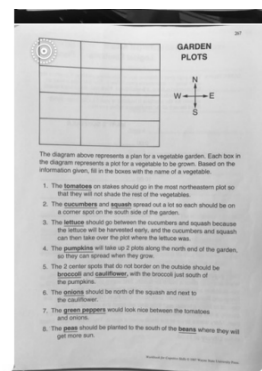 367
GARDEN
PLOTS
N
W E
S
The diagram above represents a plan for a vegetable garden. Each box in
the diagram represents a plot for a vegetable to be grown. Based on the
information given, fill in the boxes with the name of a vegetable.
1. The tomatoes on stakes should go in the most northeastern plot so
that they will not shade the rest of the vegetables.
2. The cucumbers and squash spread out a lot so each should be on
a corner spot on the south side of the garden.
3. The lettuce should go between the cucumbers and squash because
the lettuce will be harvested early, and the cucumbers and squash
can then take over the plot where the lettuce was.
4. The pumpkins will take up 2 plots along the north end of the garden,
so they can spread when they grow.
5. The 2 center spots that do not border on the outside should be
broccoli and cauliflower, with the broccoli just south of
the pumpkins.
6. The onions should be north of the squash and next to
the cauliflower.
7. The green peppers would look nice between the tomatoes
and onions.
8. The peas should be planted to the south of the beans where they will
get more sun.